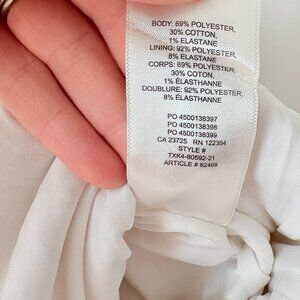 BODY: 69% POLYESTER,
30% COTTON,
1% ELASTANE
LINING: 92% POLYESTER,
8% ELASTANE
CORPS: 69% POLYESTER,
30% COTON,
1% ÉLASTHANNE
DOUBLURE: 92% POLYESTER,
8% ÉLASTHANNE
PO 4500138397
PO 4500138398
PO 4500138399
CA 23725 RN 122354
STYLE #
TXK4-80592-21
ARTICLE # 82468